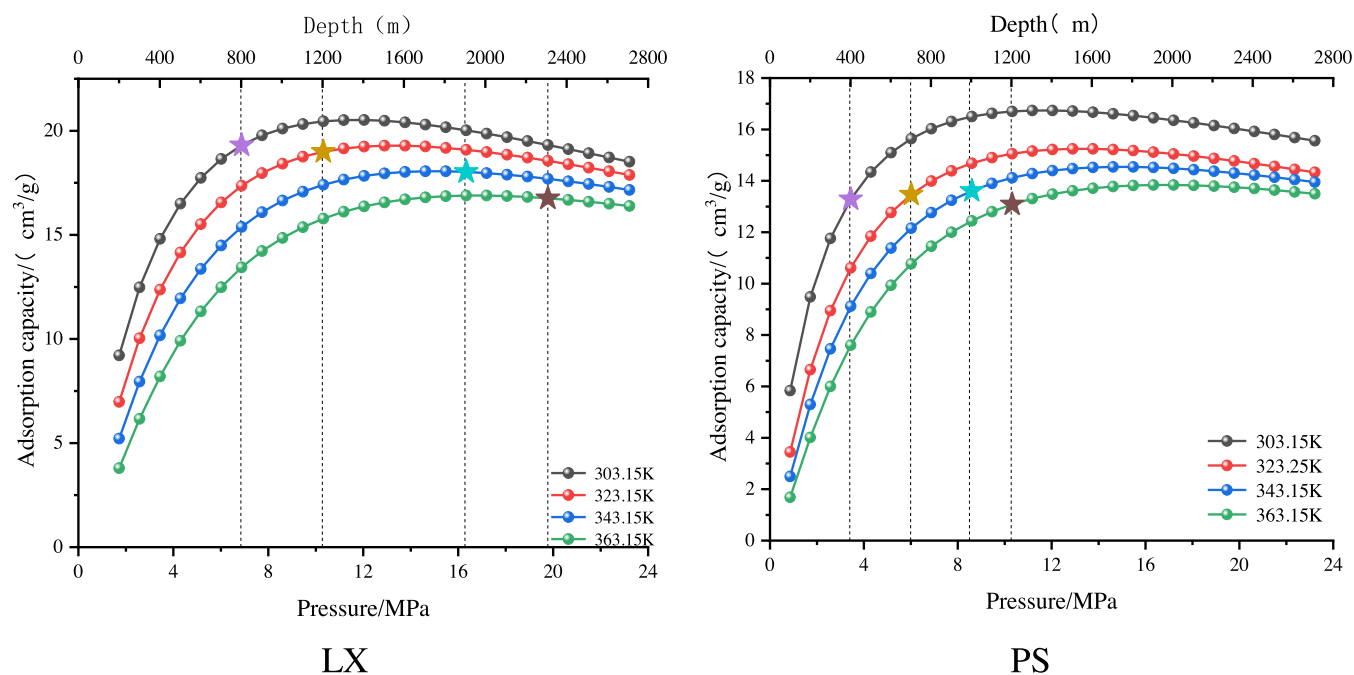 Depth (m)
0 400 800 1200 1600 1900 2300 2800
Adsorption capacity/( cm³/g)
20
15
10
5
0
303.15K
323.15K
343.15K
363.15K
0 4 8 12 16 20 24
Pressure/MPa
LX
Depth( m)
0 400 800 1000 1200 1600 2000 2400 2800
Adsorption capacity/( cm³/g)
18
16
14
12
10
8
6
4
2
0
303.15K
323.25K
343.15K
363.15K
0 4 8 12 16 20 24
Pressure/MPa
PS